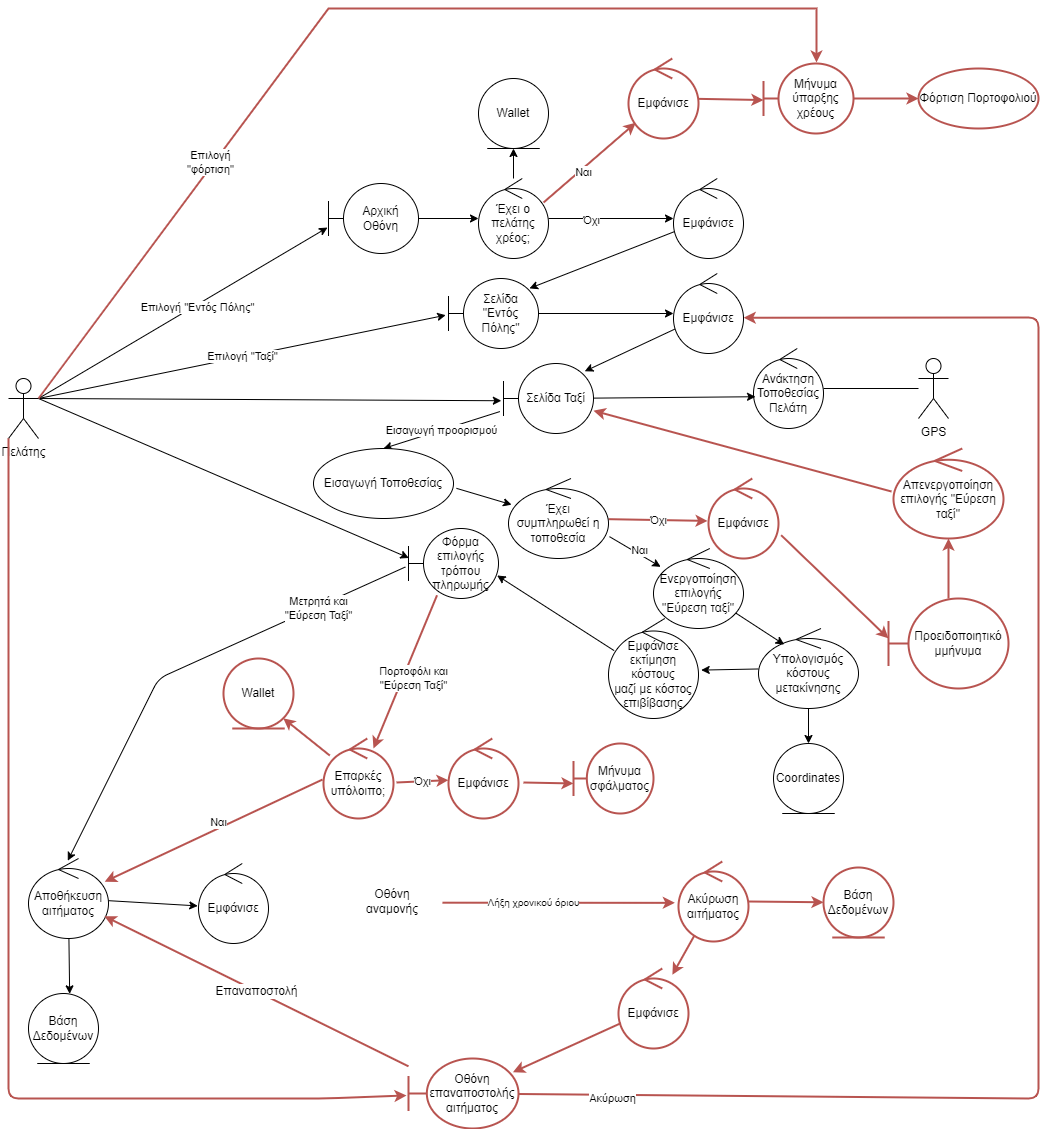 Μήνυμα
ύπαρξης
χρέους
Φόρτιση Πορτοφολιού
Εμφάνισε
Wallet
Επιλογή
"φόρτιση"
Ναι
Αρχική
Οθόνη
Έχει ο
πελάτης
χρέος;
Όχι
Εμφάνισε
Επιλογή "Εντός Πόλης"
Σελίδα
"Εντός
Πόλης"
Εμφάνισε
Επιλογή "Ταξί"
Πελάτης
Σελίδα Ταξί
Ανάκτηση
Τοποθεσίας
Πελάτη
GPS
Εισαγωγή προορισμού
Εισαγωγή Τοποθεσίας
Έχει
συμπληρωθεί η
τοποθεσία
Όχι
Εμφάνισε
Απενεργοποίηση
επιλογής "Εύρεση
ταξί"
Ναι
Φόρμα
επιλογής
τρόπου
πληρωμής
Ενεργοποίηση
επιλογής
"Εύρεση ταξί"
Μετρητά και
"Εύρεση Ταξί"
Προειδοποιητικό
μμήνυμα
Εμφάνισε
εκτίμηση
κόστους
μαζί με κόστος
επιβίβασης
Υπολογισμός
κόστους
μετακίνησης
Πορτοφόλι και
"Εύρεση Ταξί"
Wallet
Coordinates
Επαρκές
υπόλοιπο;
Όχι
Εμφάνισε
Μήνυμα
σφάλματος
Ναι
Αποθήκευση
αιτήματος
Εμφάνισε
Οθόνη
αναμονής
Λήξη χρονικού όριου
Ακύρωση
αιτήματος
Βάση
Δεδομένων
Επαναποστολή
Εμφάνισε
Βάση
Δεδομένων
Οθόνη
επαναποστολής
αιτήματος
Ακύρωση